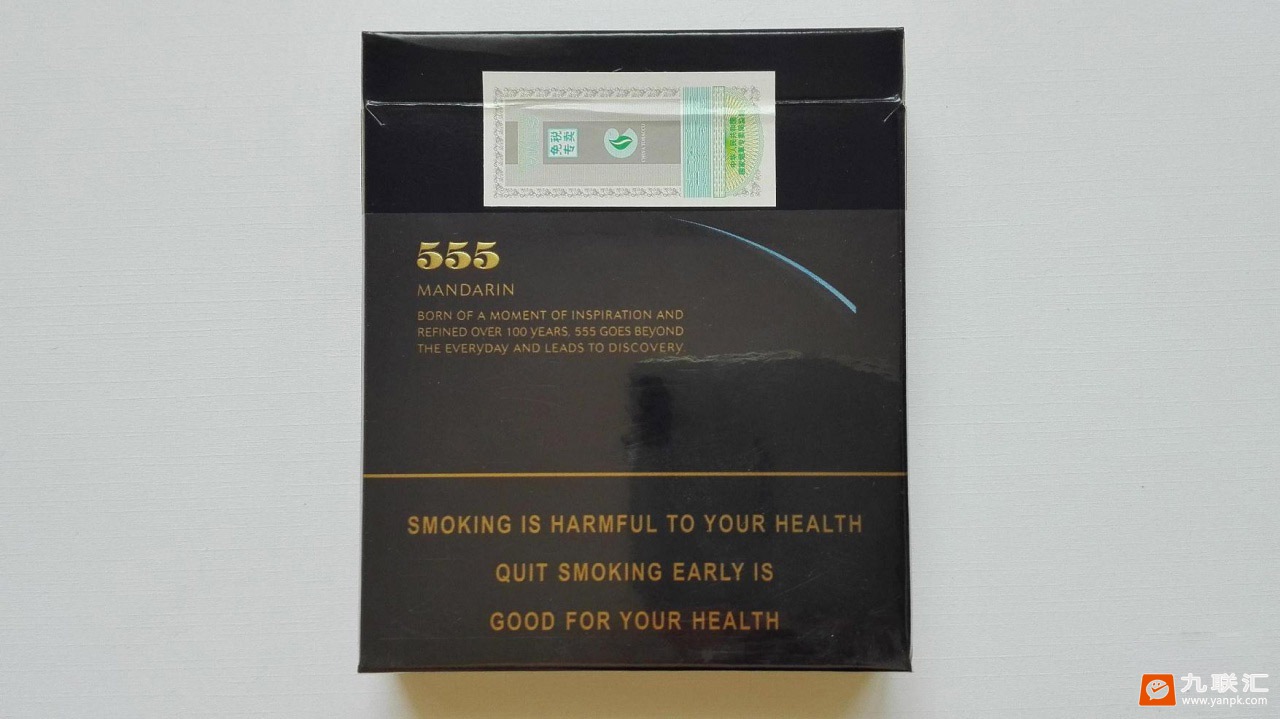 免税
专卖
555
MANDARIN
BORN OF A MOMENT OF INSPIRATION AND
REFINED OVER 100 YEARS, 555 GOES BEYOND
THE EVERYDAY AND LEADS TO DISCOVERY
SMOKING IS HARMFUL TO YOUR HEALTH
QUIT SMOKING EARLY IS
GOOD FOR YOUR HEALTH
九联汇
www.yanpk.com